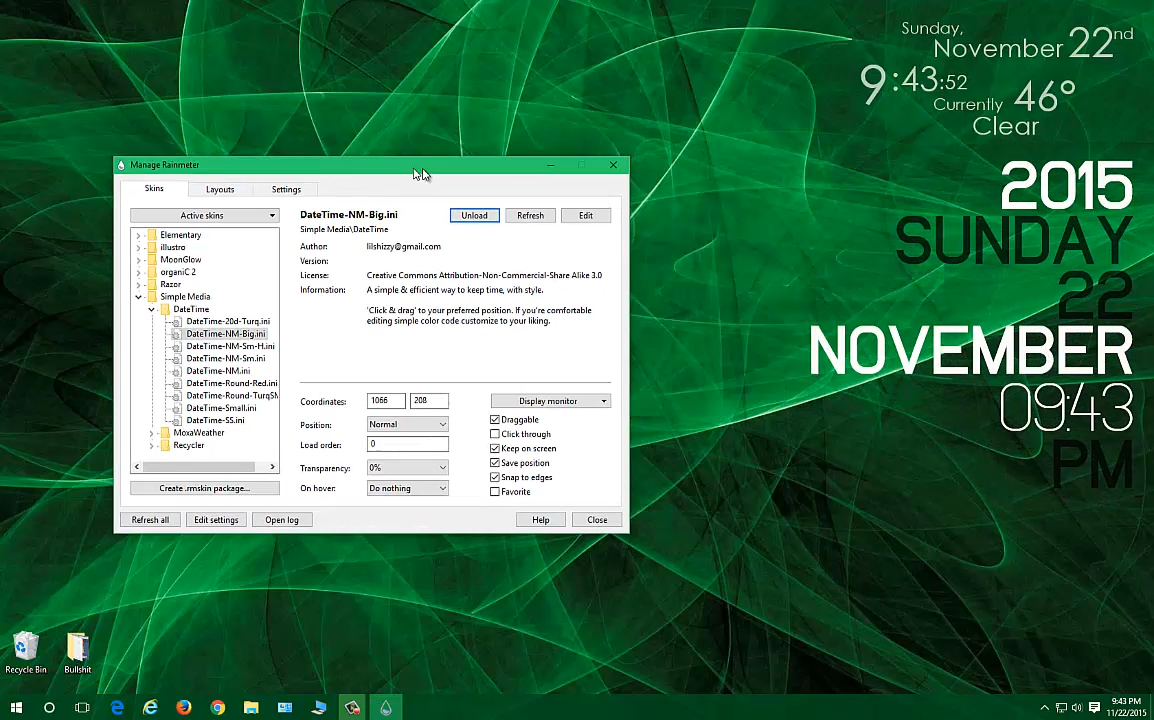 Sunday,
November 22nd
9:43:52
Currently 46°
Clear
2015
SUNDAY
22
NOVEMBER
09:43
PM
Manage Rainmeter
Skins
Layouts
Settings
Active skins
Elementary
illustro
MoonGlow
organiC 2
Razor
Simple Media
DateTime
DateTime-20d-Turq.ini
DateTime-NM-Big.ini
DateTime-NM-Sm-H.ini
DateTime-NM-Sm.ini
DateTime-NM.ini
DateTime-Round-Red.ini
DateTime-Round-TurqSM
DateTime-Small.ini
DateTime-SS.ini
MoxaWeather
Recycler
Create .rmskin package...
DateTime-NM-Big.ini
Unload
Refresh
Edit
Simple Media\DateTime
Author: lilshizzy@gmail.com
Version:
License: Creative Commons Attribution-Non-Commercial-Share Alike 3.0
Information: A simple & efficient way to keep time, with style.
'Click & drag' to your preferred position. If you're comfortable
editing simple color code customize to your liking.
Coordinates: 1066 208
Display monitor
Position: Normal
Load order: 0
Transparency: 0%
On hover: Do nothing
Draggable
Click through
Keep on screen
Save position
Snap to edges
Favorite
Refresh all
Edit settings
Open log
Help
Close
Recycle Bin
Bullshit
9:43 PM
11/22/2015